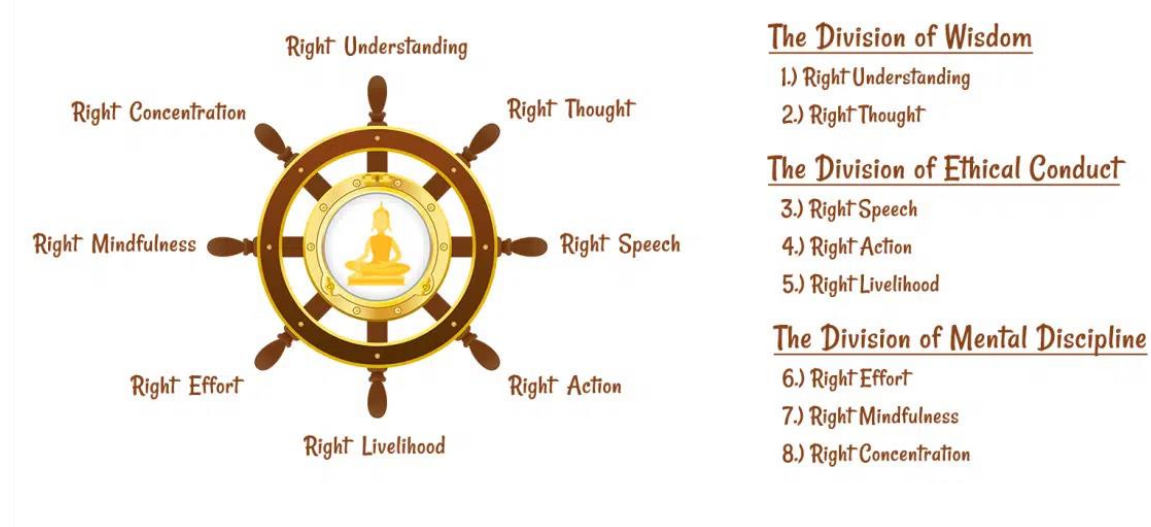 Right Understanding
Right Thought
Right Concentration
Right Mindfulness
Right Speech
Right Effort
Right Action
Right Livelihood
The Division of Wisdom
1.) Right Understanding
2.) Right Thought
The Division of Ethical Conduct
3.) Right Speech
4.) Right Action
5.) Right Livelihood
The Division of Mental Discipline
6.) Right Effort
7.) Right Mindfulness
8.) Right Concentration